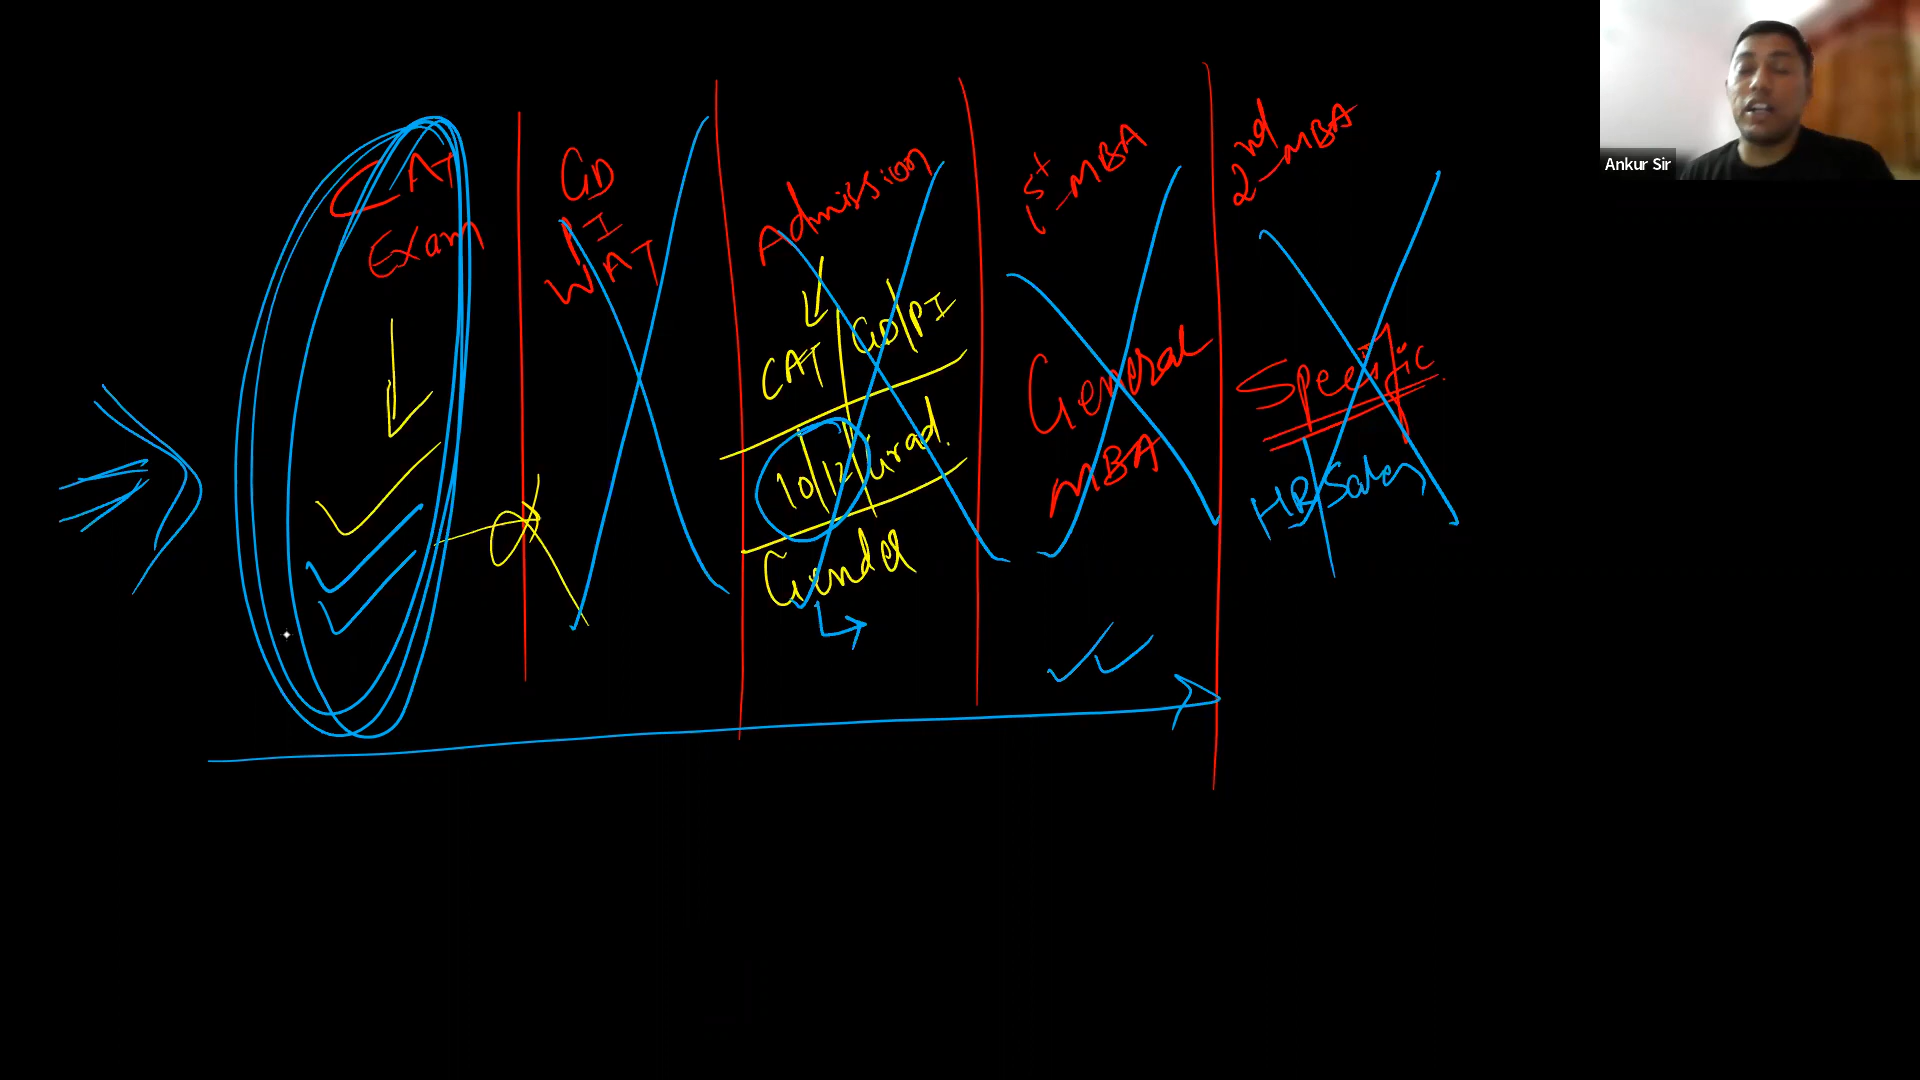 CAT
Exam
GD
PI
WAT
Admission
CAT GD/PI
10/12/Grad.
Gender
1st MBA
General
MBA
2nd MBA
Specific
HR Sales
Ankur Sir